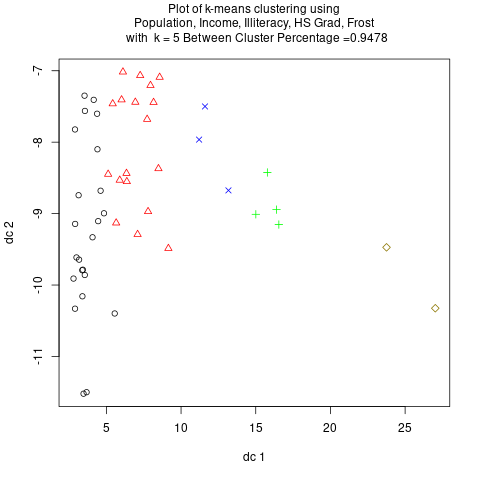 Plot of k-means clustering using
Population, Income, Illiteracy, HS Grad, Frost
with k = 5 Between Cluster Percentage =0.9478
-7
-8
-9
-10
-11
dc 2
5
10
15
20
25
dc 1